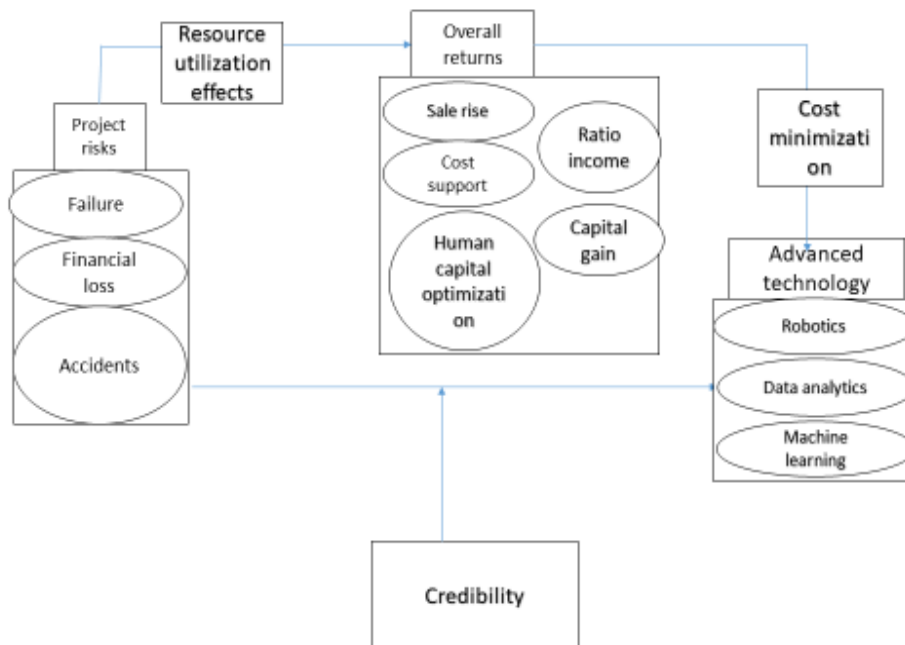 Resource
utilization
effects
Overall
returns
Project
risks
Failure
Financial
loss
Accidents
Sale rise
Cost
support
Human
capital
optimizati
on
Ratio
income
Capital
gain
Cost
minimizati
on
Advanced
technology
Robotics
Data analytics
Machine
learning
Credibility